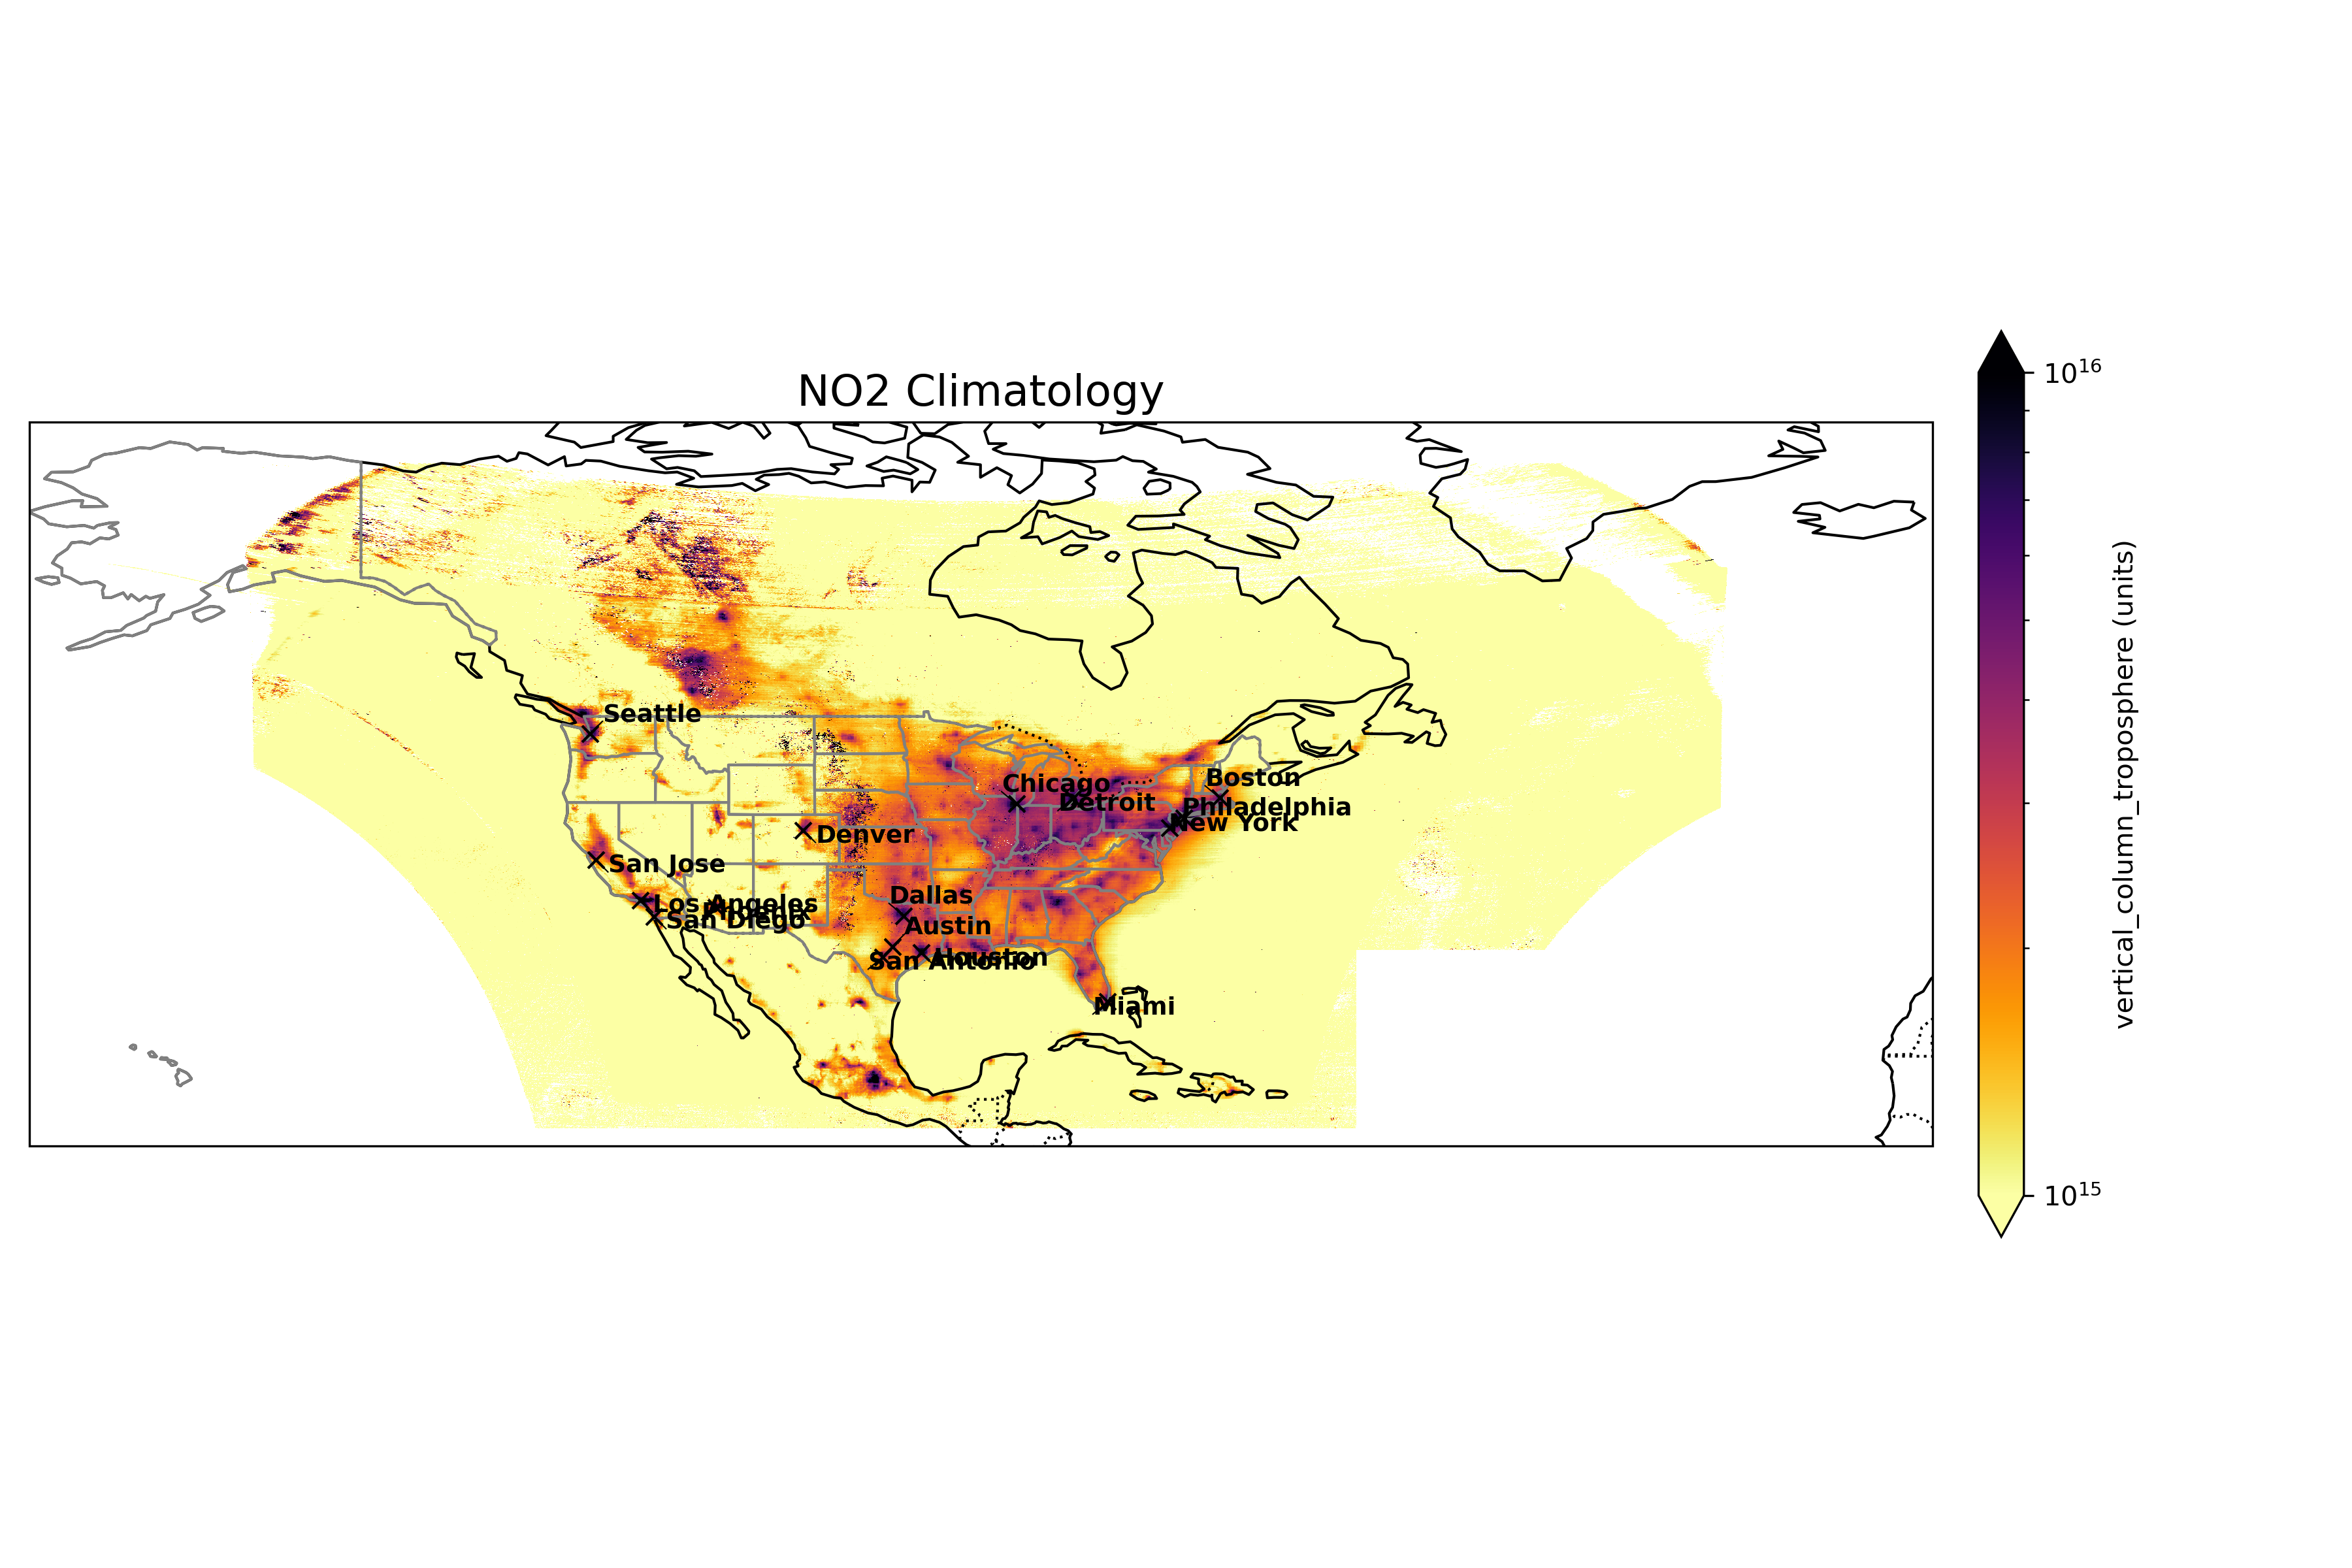 NO2 Climatology
10^16
Seattle
Boston
Chicago
Detroit
Philadelphia
New York
Denver
San Jose
Dallas
Los Angeles
Phoenix
San Diego
Austin
Houston
San Antonio
Miami
vertical_column_troposphere (units)
10^15